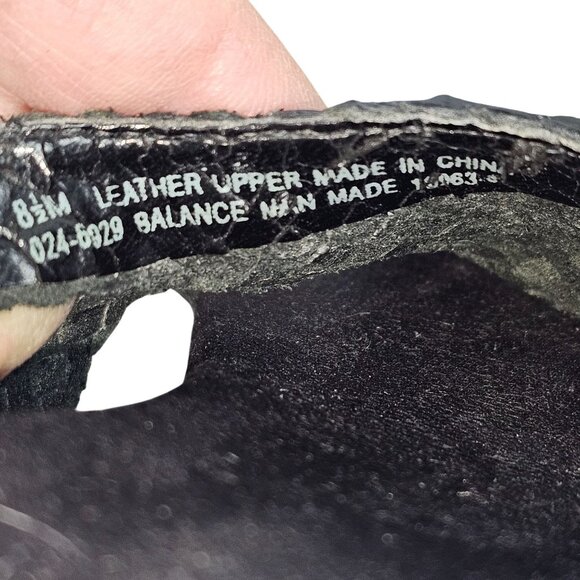 8½M LEATHER UPPER MADE IN CHIN
024-6929 BALANCE MAN MADE